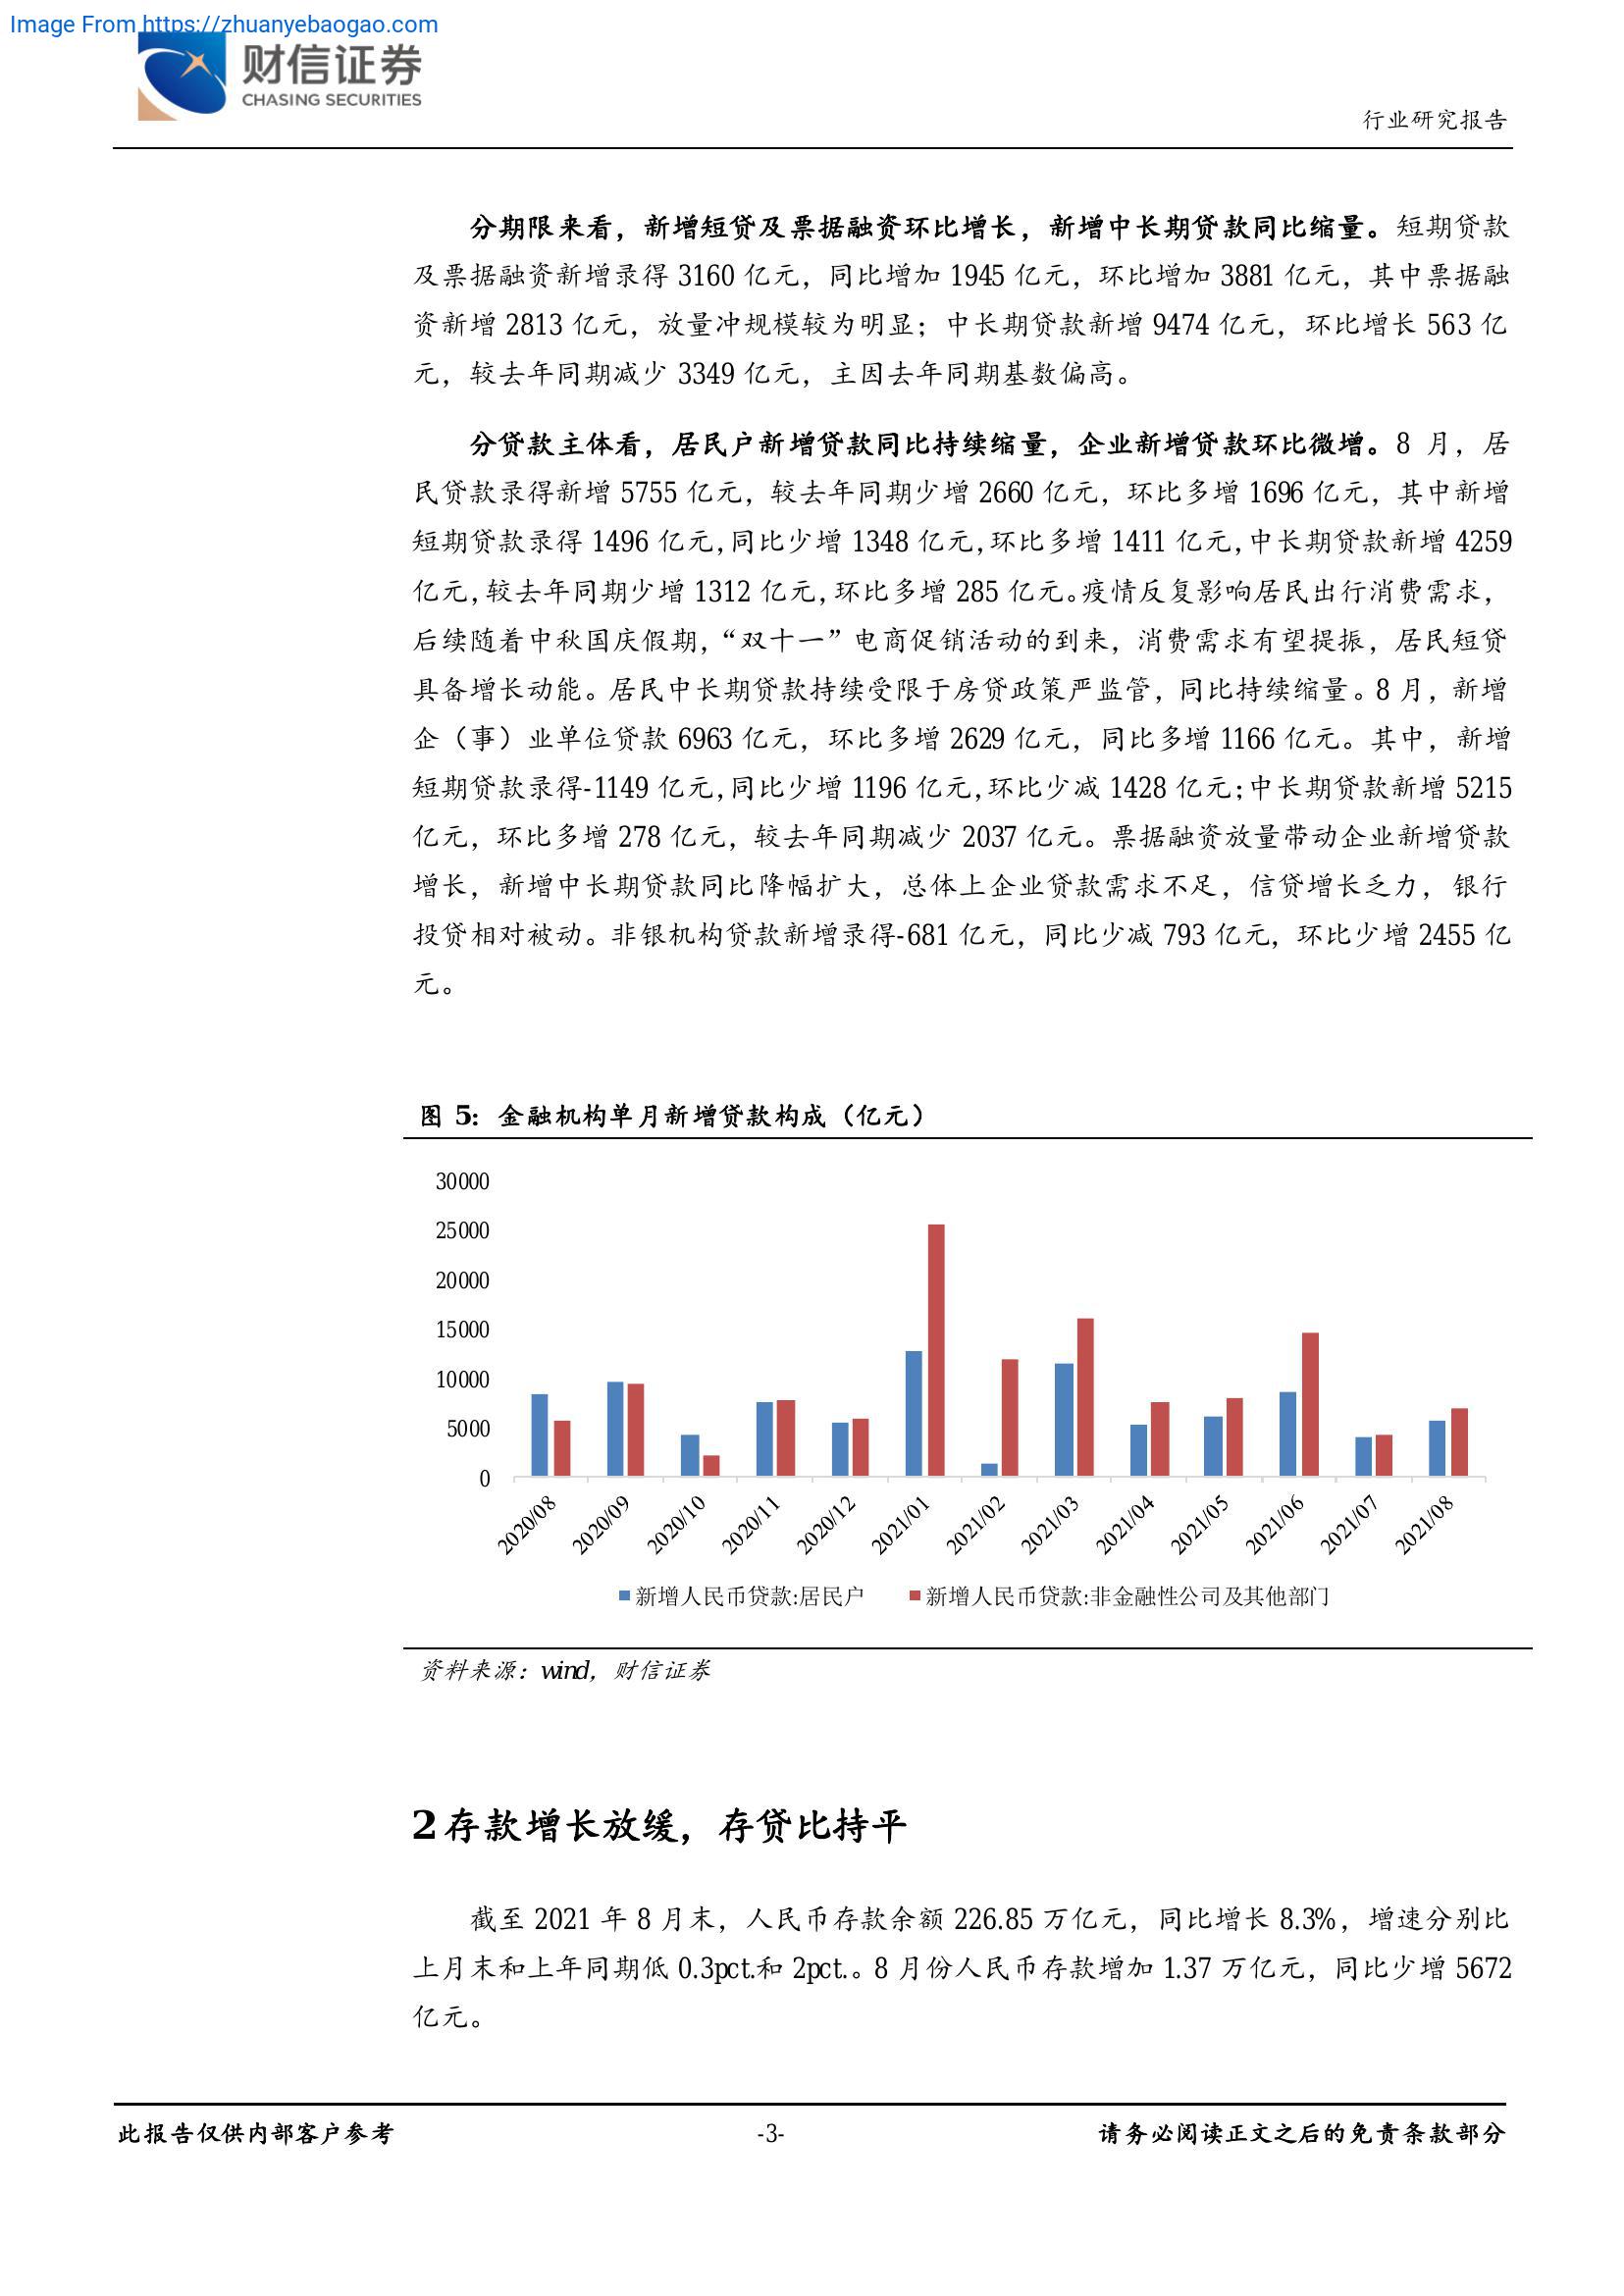 Image From https://zhuanyebaogao.com
财信证券
CHASING SECURITIES
行业研究报告
分期限来看，新增短贷及票据融资环比增长，新增中长期贷款同比缩量。短期贷款
及票据融资新增录得 3160 亿元，同比增加 1945 亿元，环比增加 3881 亿元，其中票据融
资新增 2813 亿元，放量冲规模较为明显；中长期贷款新增 9474 亿元，环比增长 563 亿
元，较去年同期减少 3349 亿元，主因去年同期基数偏高。
分贷款主体看，居民户新增贷款同比持续缩量，企业新增贷款环比微增。8 月，居
民贷款录得新增 5755 亿元，较去年同期少增 2660 亿元，环比多增 1696 亿元，其中新增
短期贷款录得 1496 亿元，同比少增 1348 亿元，环比多增 1411 亿元，中长期贷款新增 4259
亿元，较去年同期少增 1312 亿元，环比多增 285 亿元。疫情反复影响居民出行消费需求，
后续随着中秋国庆假期，“双十一”电商促销活动的到来，消费需求有望提振，居民短贷
具备增长动能。居民中长期贷款持续受限于房贷政策严监管，同比持续缩量。8 月，新增
企（事）业单位贷款 6963 亿元，环比多增 2629 亿元，同比多增 1166 亿元。其中，新增
短期贷款录得-1149 亿元，同比少增 1196 亿元，环比少减 1428 亿元；中长期贷款新增 5215
亿元，环比多增 278 亿元，较去年同期减少 2037 亿元。票据融资放量带动企业新增贷款
增长，新增中长期贷款同比降幅扩大，总体上企业贷款需求不足，信贷增长乏力，银行
投贷相对被动。非银机构贷款新增录得-681 亿元，同比少减 793 亿元，环比少增 2455 亿
元。
图 5：金融机构单月新增贷款构成（亿元）
30000
25000
20000
15000
10000
5000
0
2020/08 2020/09 2020/10 2020/11 2020/12 2021/01 2021/02 2021/03 2021/04 2021/05 2021/06 2021/07 2021/08
新增人民币贷款:居民户 新增人民币贷款:非金融性公司及其他部门
资料来源：wind，财信证券
2 存款增长放缓，存贷比持平
截至 2021 年 8 月末，人民币存款余额 226.85 万亿元，同比增长 8.3%，增速分别比
上月末和上年同期低 0.3pct.和 2pct.。8 月份人民币存款增加 1.37 万亿元，同比少增 5672
亿元。
此报告仅供内部客户参考 -3- 请务必阅读正文之后的免责条款部分